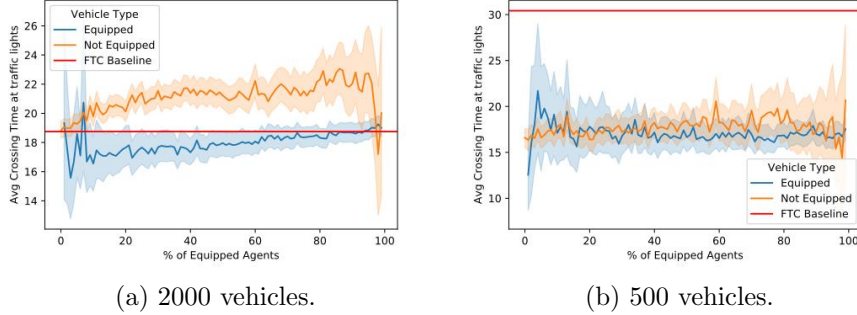 Vehicle Type
Equipped
Not Equipped
FTC Baseline
26
24
22
20
18
16
14
Avg Crossing Time at traffic lights
0
20
40
60
80
100
% of Equipped Agents
(a) 2000 vehicles.
30
25
20
15
10
Avg Crossing Time at traffic lights
Vehicle Type
Equipped
Not Equipped
FTC Baseline
0
20
40
60
80
100
% of Equipped Agents
(b) 500 vehicles.